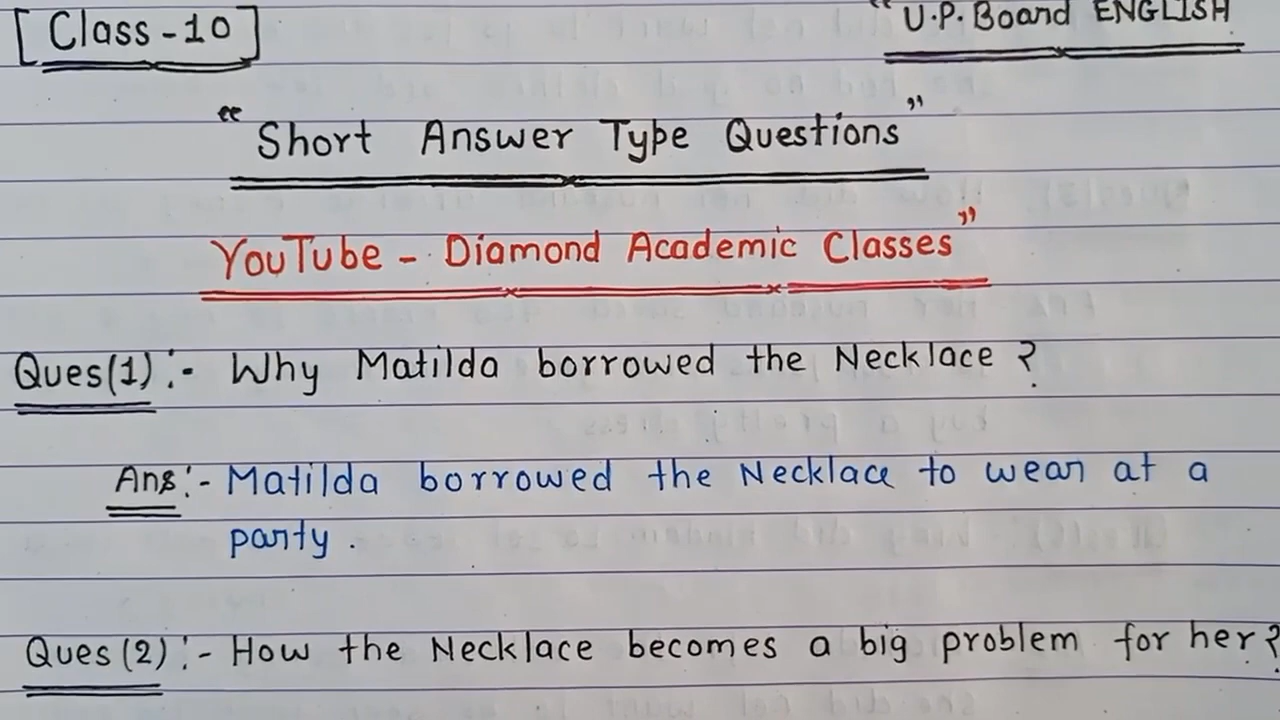 [Class-10]
"U.P. Board ENGLISH
"Short Answer Type Questions"
YouTube - Diamond Academic Classes"
Ques(1):- Why Matilda borrowed the Necklace ?
Ans:- Matilda borrowed the Necklace to wear at a
party.
Ques(2):- How the Necklace becomes a big problem for her?